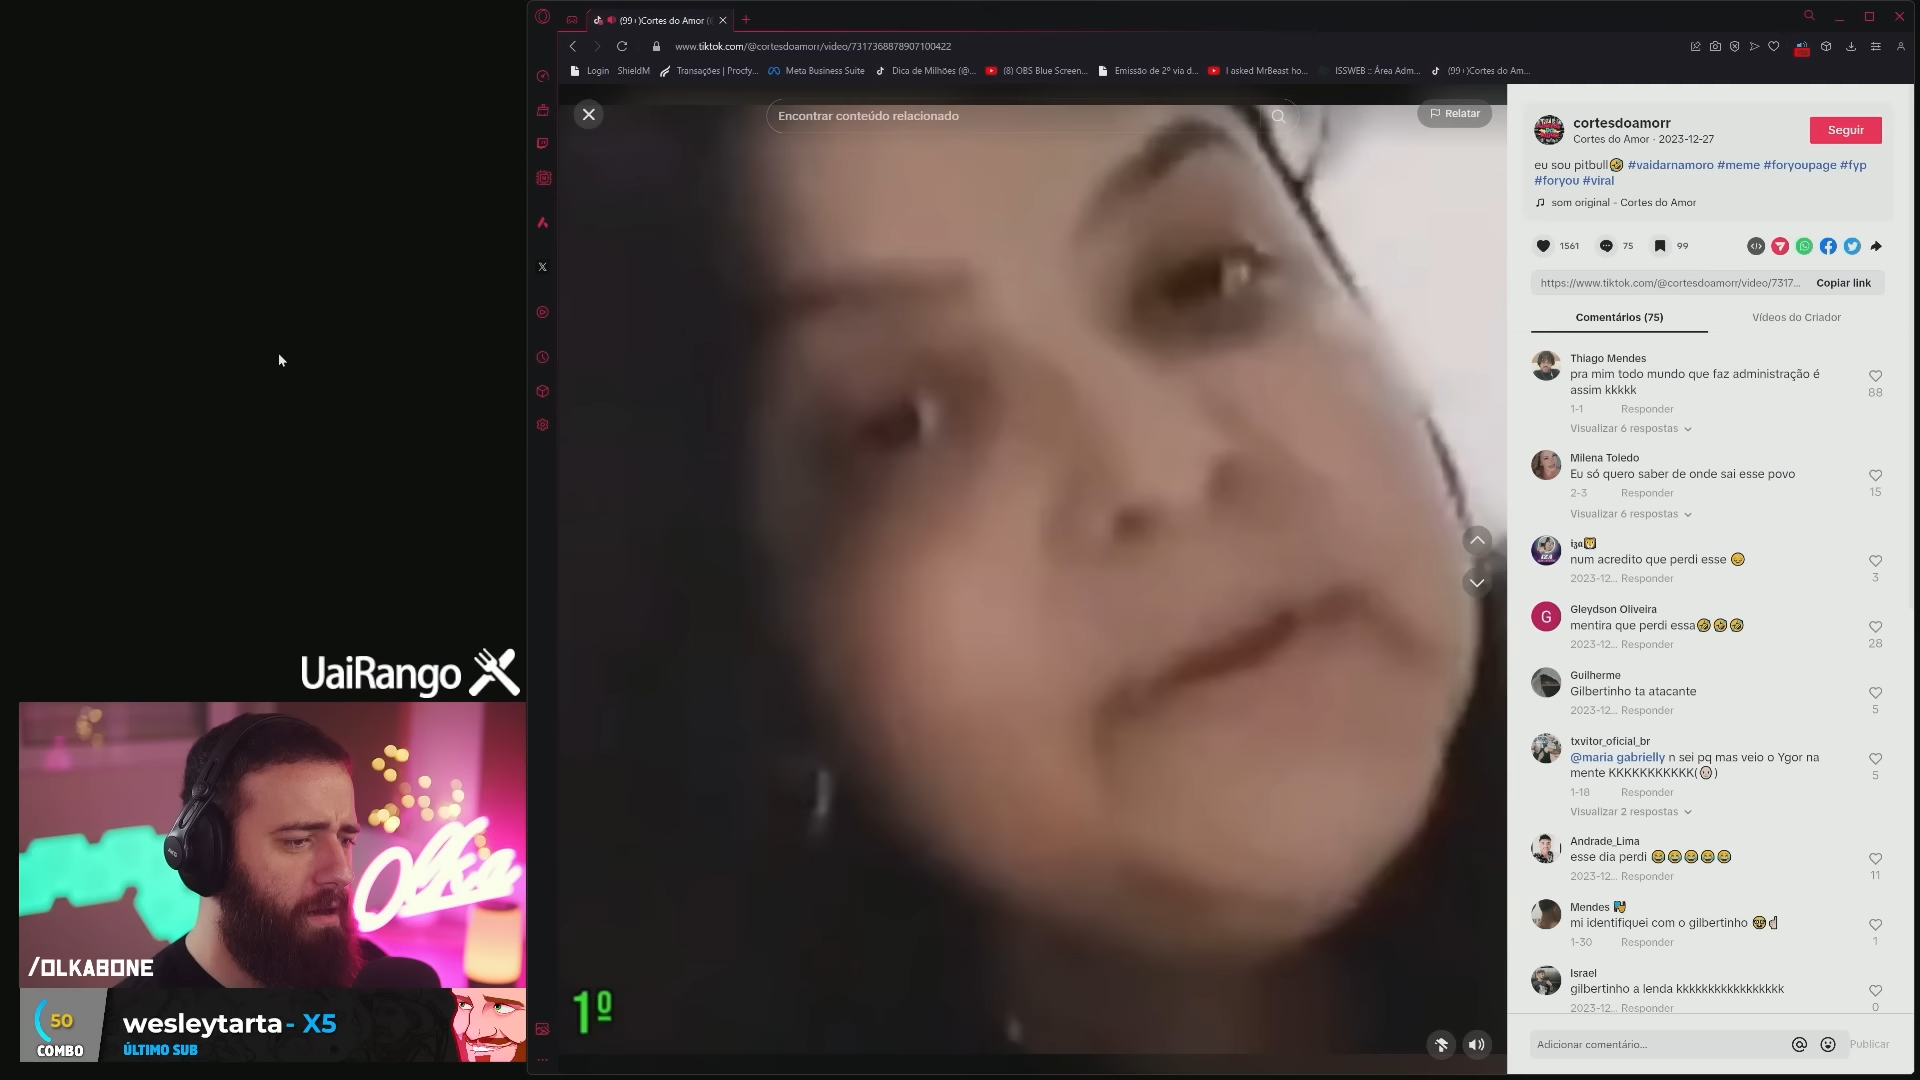 (99+)Cortes do Amor (
www.tiktok.com/@cortesdoamorr/video/7317368878907100422
Login
ShieldM
Transações | Procfy...
Meta Business Suite
Dica de Milhões (@...
(8) OBS Blue Screen...
Emissão de 2º via d...
I asked MrBeast ho...
ISSWEB :: Área Adm...
(99+)Cortes do Am...
Encontrar conteúdo relacionado
Relatar
cortesdoamorr
Cortes do Amor · 2023-12-27
Seguir
eu sou pitbull🤣 #vaidarnamoro #meme #foryoupage #fyp
#foryou #viral
som original - Cortes do Amor
1561
75
99
https://www.tiktok.com/@cortesdoamorr/video/7317...
Copiar link
Comentários (75)
Vídeos do Criador
Thiago Mendes
pra mim todo mundo que faz administração é
assim kkkkk
88
1-1 Responder
Visualizar 6 respostas
Milena Toledo
Eu só quero saber de onde sai esse povo
15
2-3 Responder
Visualizar 6 respostas
iza
num acredito que perdi esse
3
2023-12... Responder
G
Gleydson Oliveira
mentira que perdi essa🤣🤣🤣
28
2023-12... Responder
Guilherme
Gilbertinho ta atacante
5
2023-12... Responder
txvitor_oficial_br
@maria gabrielly n sei pq mas veio o Ygor na
mente KKKKKKKKKKK( )
5
1-18 Responder
Visualizar 2 respostas
Andrade_Lima
esse dia perdi 😂😂😂😂😂
11
2023-12... Responder
Mendes
mi identifiquei com o gilbertinho
1
1-30 Responder
Israel
gilbertinho a lenda kkkkkkkkkkkkkkkkk
0
2023-12... Responder
Adicionar comentário...
Publicar
1º
UaiRango
Olka
/OLKABONE
50
COMBO
wesleytarta - X5
ÚLTIMO SUB